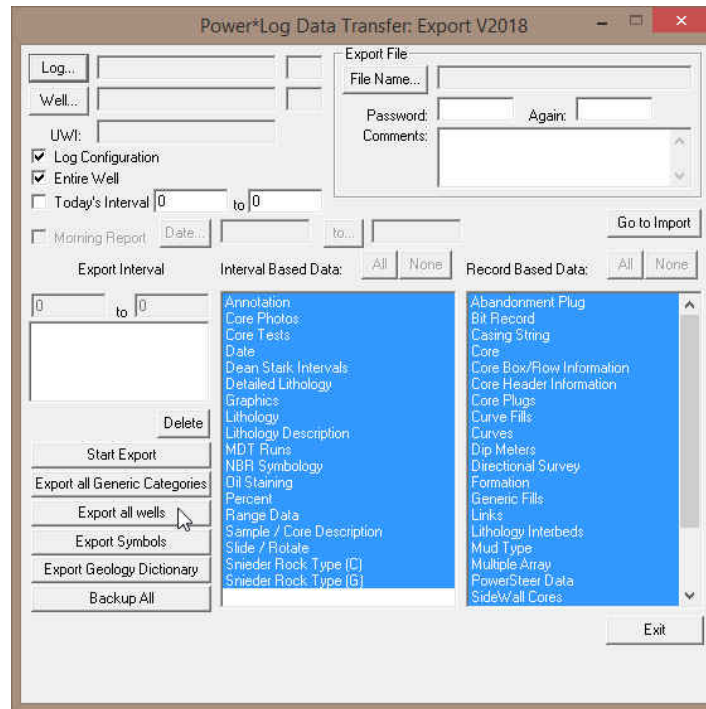 Power*Log Data Transfer: Export V2018
Log...
Well...
UWI:
Log Configuration
Entire Well
Today's Interval 0 to 0
Morning Report Date... to...
Export File
File Name...
Password: Again:
Comments:
Go to Import
Export Interval
0 to 0
Delete
Start Export
Export all Generic Categories
Export all wells
Export Symbols
Export Geology Dictionary
Backup All
Interval Based Data: All None
Annotation
Core Photos
Core Tests
Date
Dean Stark Intervals
Detailed Lithology
Graphics
Lithology
Lithology Description
MDT Runs
NBR Symbology
Oil Staining
Percent
Range Data
Sample / Core Description
Slide / Rotate
Snieder Rock Type (C)
Snieder Rock Type (G)
Record Based Data: All None
Abandonment Plug
Bit Record
Casing String
Core
Core Box/Row Information
Core Header Information
Core Plugs
Curve Fills
Curves
Dip Meters
Directional Survey
Formation
Generic Fills
Links
Lithology Interbeds
Mud Type
Multiple Array
PowerSteer Data
SideWall Cores
Exit